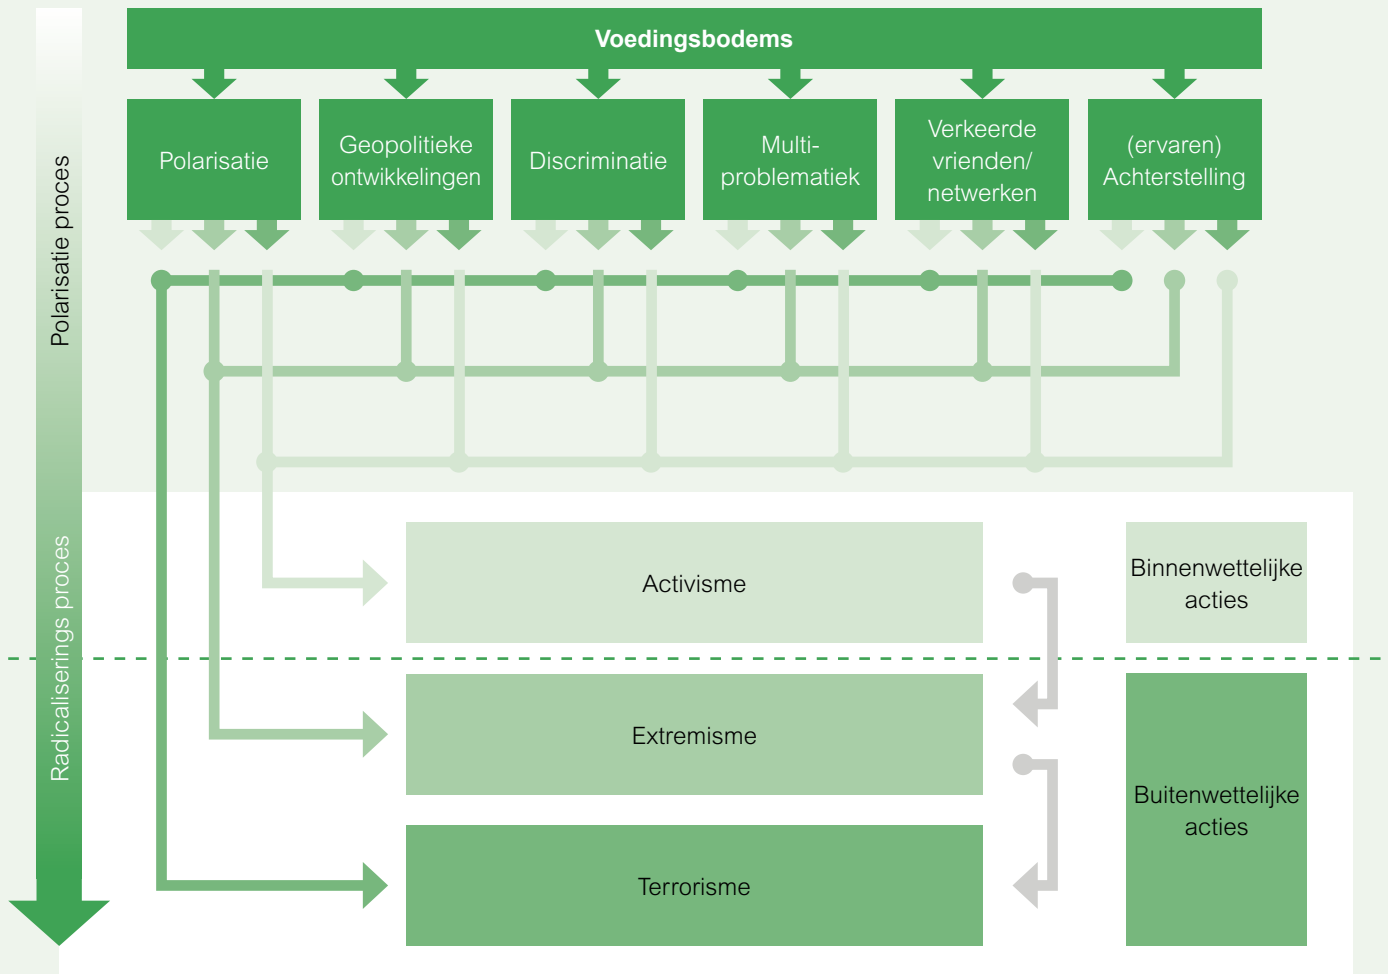 Voedingsbodems
Polarisatie
Geopolitieke
ontwikkelingen
Discriminatie
Multi-
problematiek
Verkeerde
vrienden/
netwerken
(ervaren)
Achterstelling
Polarisatie proces
Radicaliserings proces
Activisme
Binnenwettelijke
acties
Extremisme
Buitenwettelijke
acties
Terrorisme